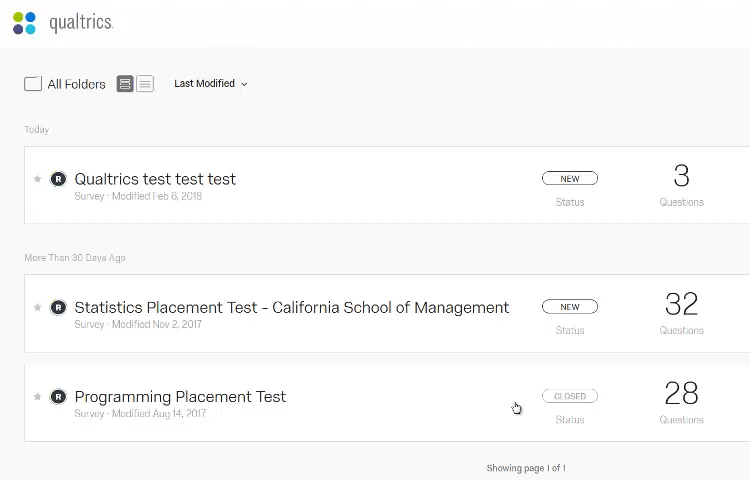 qualtrics.
All Folders
Last Modified
Today
R
Qualtrics test test test
Survey · Modified Feb 6, 2018
NEW
Status
3
Questions
More Than 30 Days Ago
R
Statistics Placement Test - California School of Management
Survey · Modified Nov 2, 2017
NEW
Status
32
Questions
R
Programming Placement Test
Survey · Modified Aug 14, 2017
CLOSED
Status
28
Questions
Showing page 1 of 1